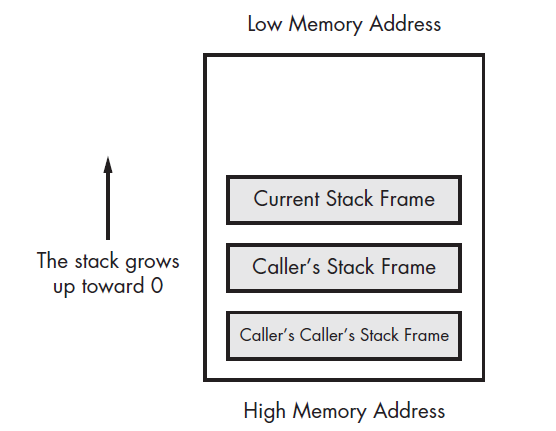 Low Memory Address
Current Stack Frame
The stack grows
up toward 0
Caller's Stack Frame
Caller's Caller's Stack Frame
High Memory Address